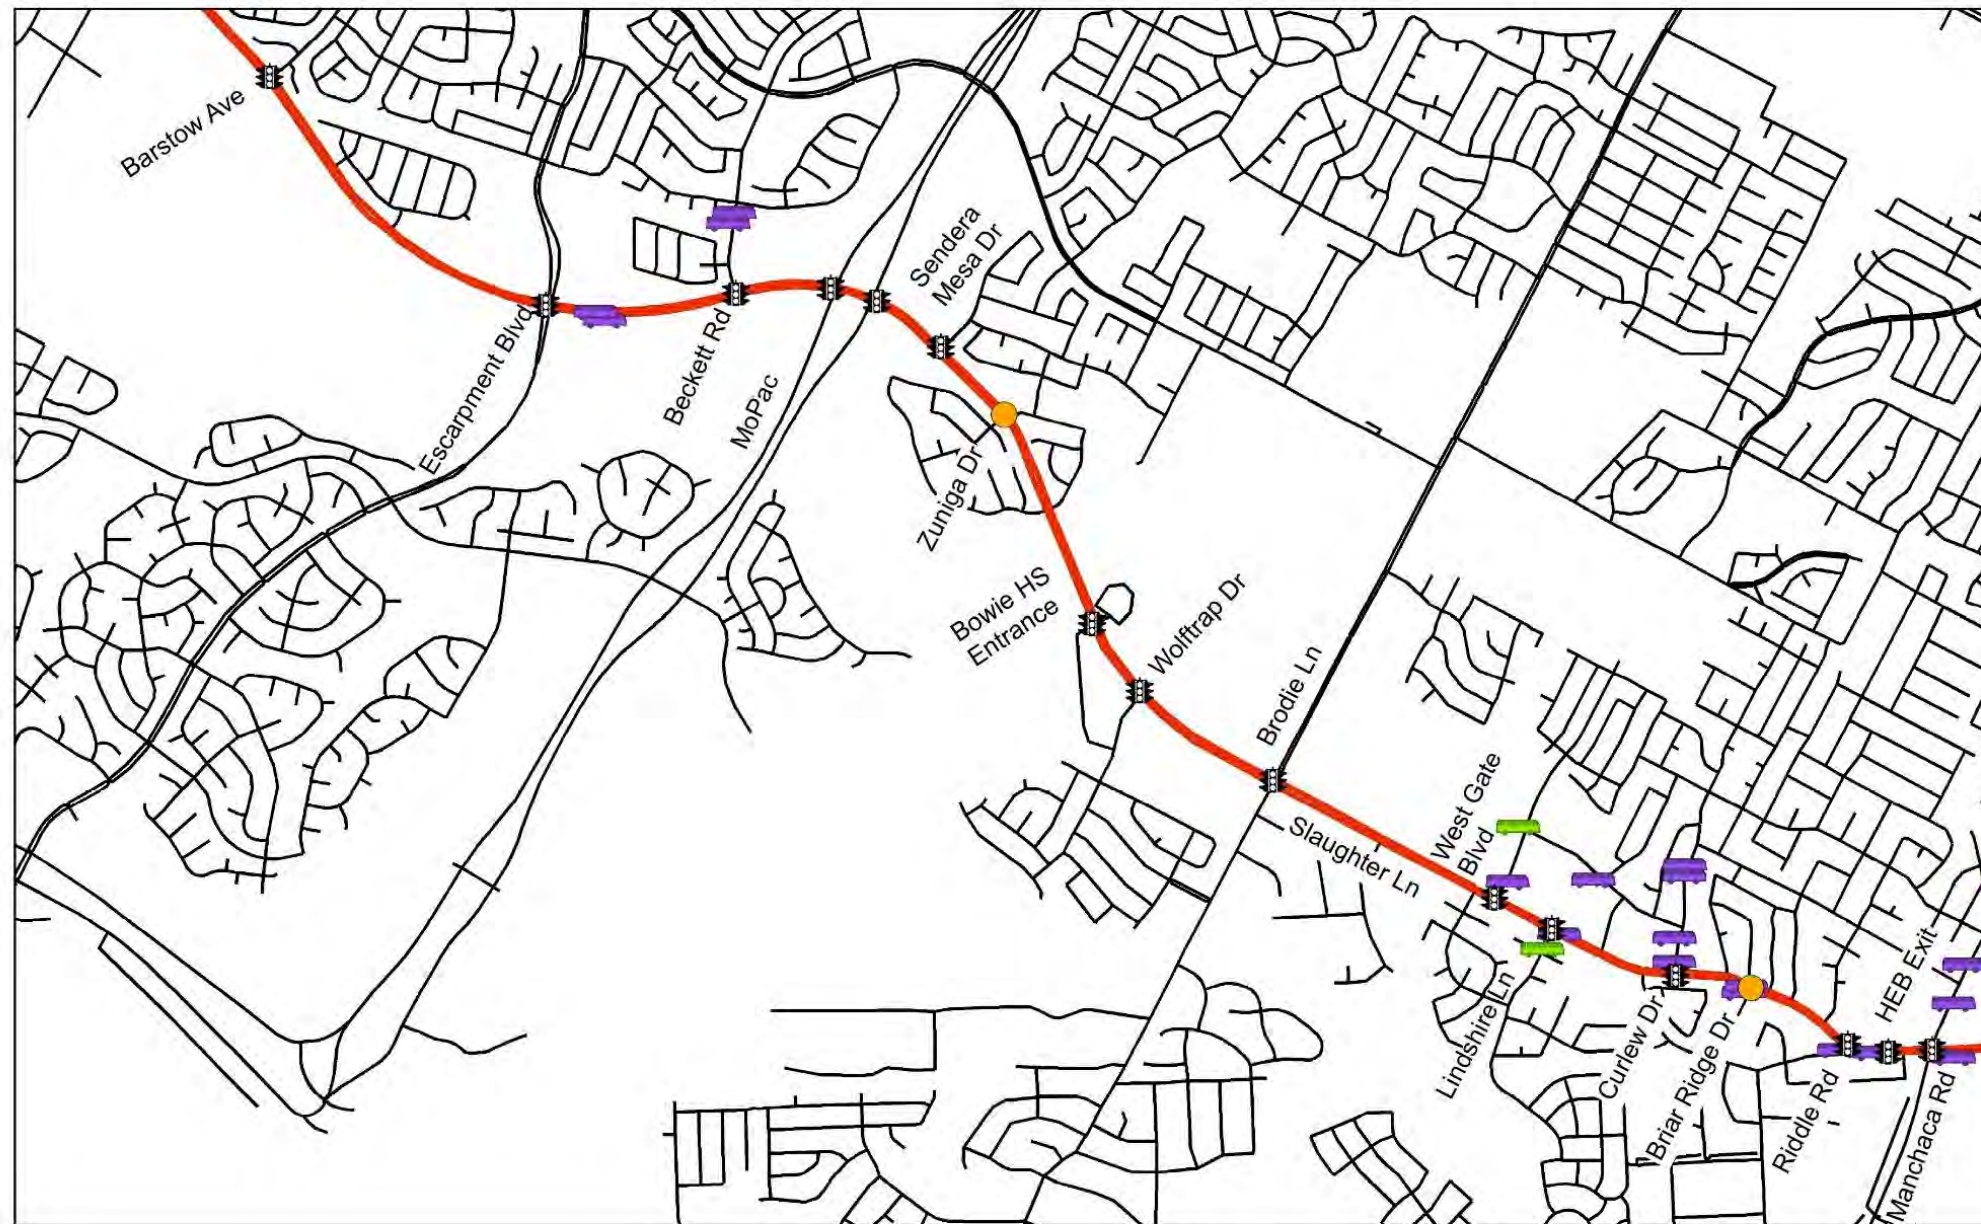 Barstow Ave
Escarpment Blvd
Beckett Rd
MoPac
Sendera
Mesa Dr
Zuniga Dr
Bowie HS
Entrance
Wolftrap Dr
Brodie Ln
Slaughter Ln
West Gate
Blvd
Lindshire Ln
Curlew Dr
Briar Ridge Dr
Riddle Rd
HEB Exit
Manchaca Rd